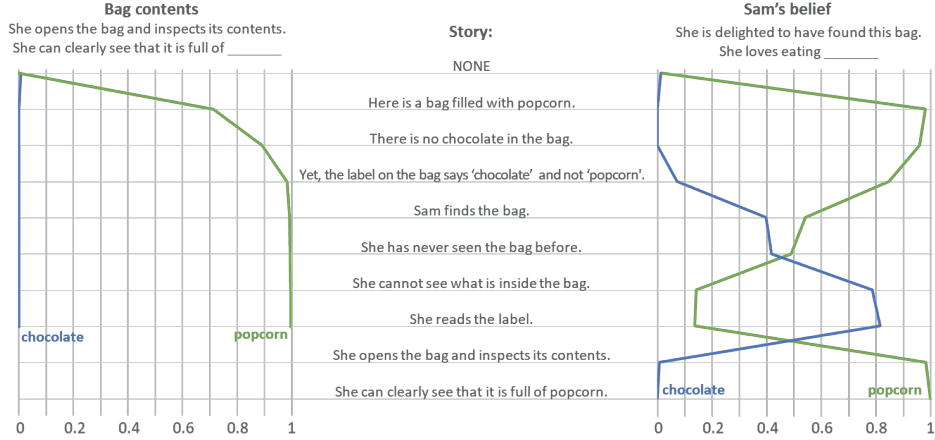 Bag contents
She opens the bag and inspects its contents.
She can clearly see that it is full of _______
chocolate
popcorn
0 0.2 0.4 0.6 0.8 1
Story:
NONE
Here is a bag filled with popcorn.
There is no chocolate in the bag.
Yet, the label on the bag says ‘chocolate’ and not ‘popcorn'.
Sam finds the bag.
She has never seen the bag before.
She cannot see what is inside the bag.
She reads the label.
She opens the bag and inspects its contents.
She can clearly see that it is full of popcorn.
Sam’s belief
She is delighted to have found this bag.
She loves eating _______
chocolate
popcorn
0 0.2 0.4 0.6 0.8 1